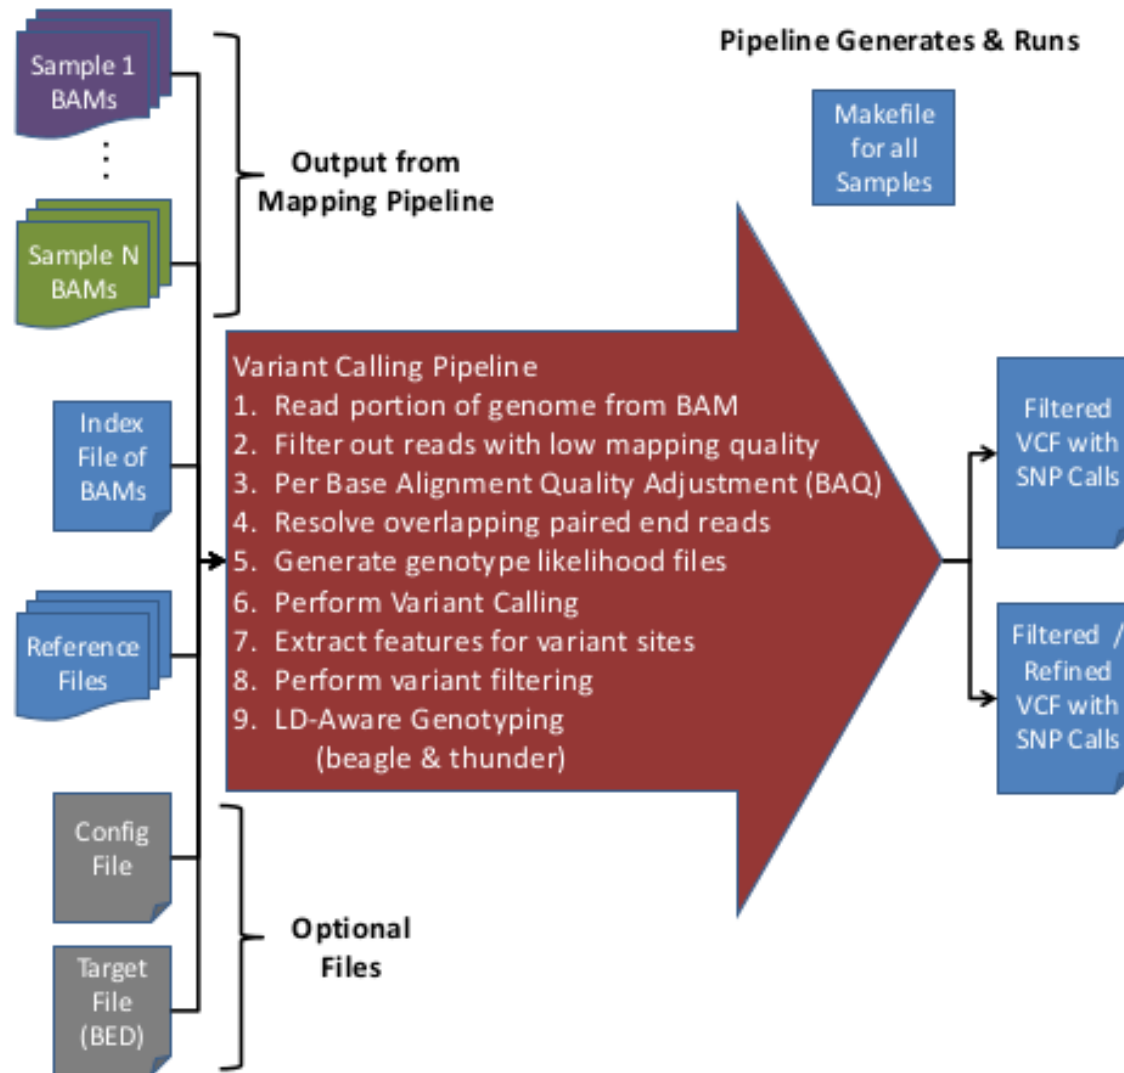 Sample 1
BAMs
Sample N
BAMs
Index
File of
BAMs
Reference
Files
Config
File
Target
File
(BED)
Output from
Mapping Pipeline
Optional
Files
Pipeline Generates & Runs
Makefile
for all
Samples
Variant Calling Pipeline
1. Read portion of genome from BAM
2. Filter out reads with low mapping quality
3. Per Base Alignment Quality Adjustment (BAQ)
4. Resolve overlapping paired end reads
5. Generate genotype likelihood files
6. Perform Variant Calling
7. Extract features for variant sites
8. Perform variant filtering
9. LD-Aware Genotyping
(beagle & thunder)
Filtered
VCF with
SNP Calls
Filtered /
Refined
VCF with
SNP Calls